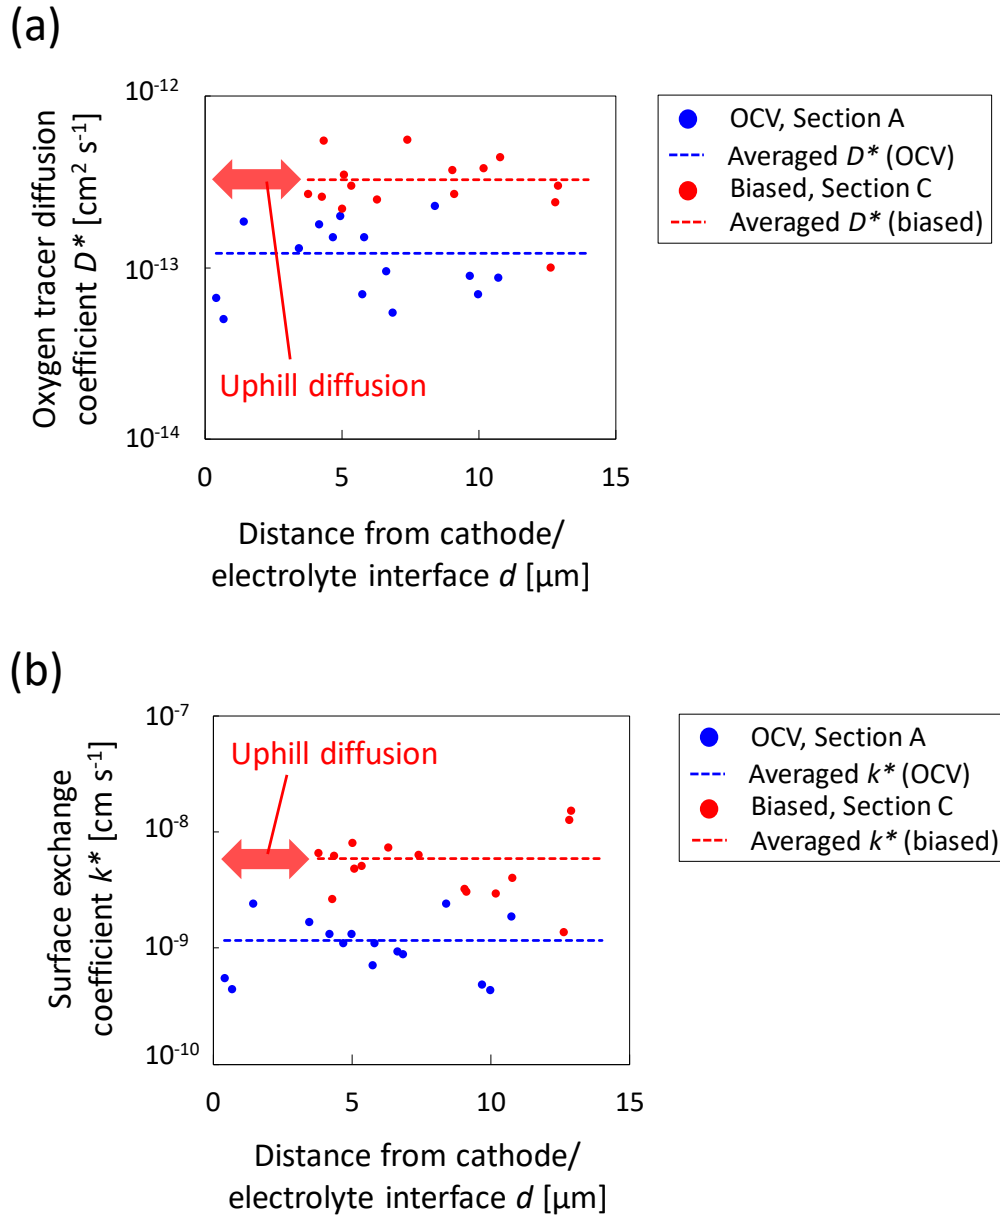 (a)
Oxygen tracer diffusion
coefficient D* [cm² s⁻¹]
10⁻¹²
10⁻¹³
10⁻¹⁴
Uphill diffusion
0 5 10 15
Distance from cathode/
electrolyte interface d [μm]
OCV, Section A
Averaged D* (OCV)
Biased, Section C
Averaged D* (biased)
(b)
Surface exchange
coefficient k* [cm s⁻¹]
10⁻⁷
10⁻⁸
10⁻⁹
10⁻¹⁰
Uphill diffusion
0 5 10 15
Distance from cathode/
electrolyte interface d [μm]
OCV, Section A
Averaged k* (OCV)
Biased, Section C
Averaged k* (biased)